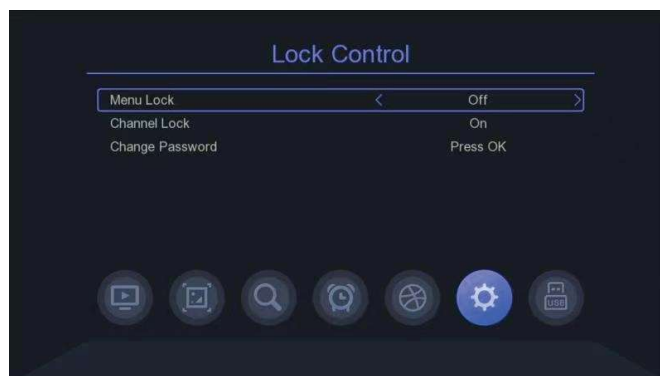 Lock Control
Menu Lock < Off >
Channel Lock On
Change Password Press OK
USB